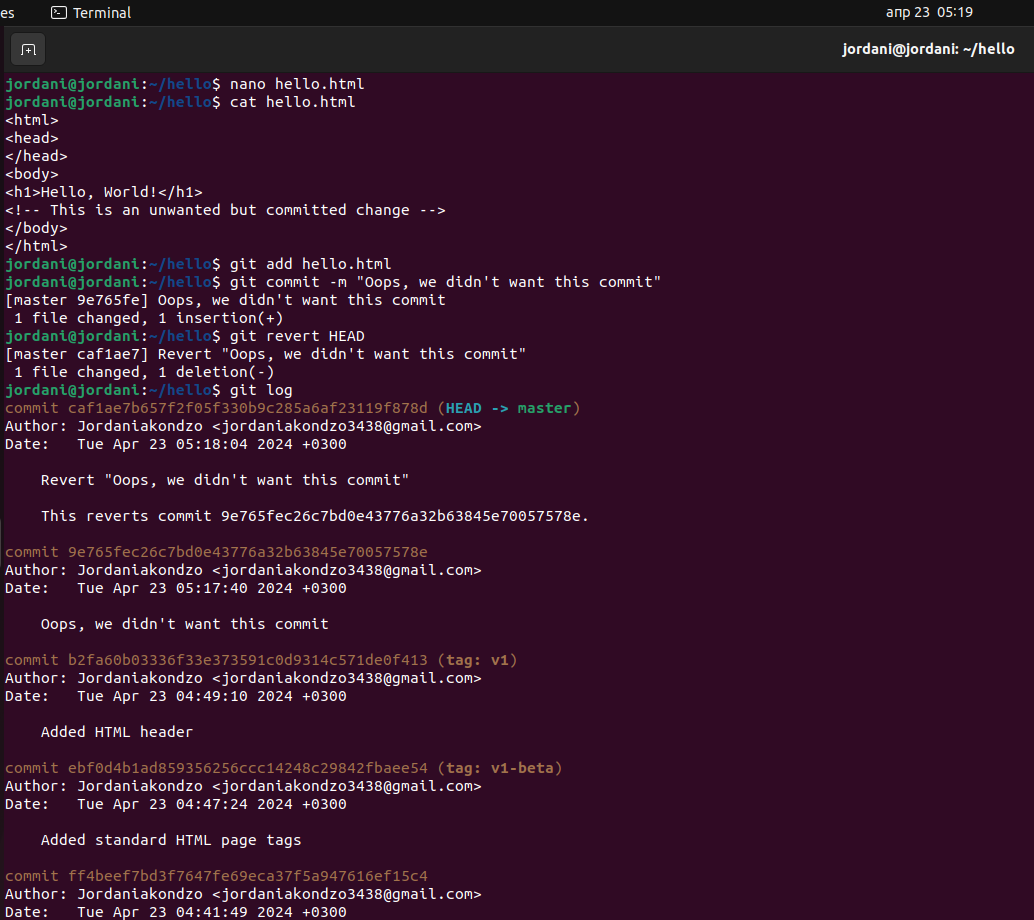 es Terminal апр 23 05:19
jordani@jordani: ~/hello
jordani@jordani:~/hello$ nano hello.html
jordani@jordani:~/hello$ cat hello.html
<html>
<head>
</head>
<body>
<h1>Hello, World!</h1>
<!-- This is an unwanted but committed change -->
</body>
</html>
jordani@jordani:~/hello$ git add hello.html
jordani@jordani:~/hello$ git commit -m "Oops, we didn't want this commit"
[master 9e765fe] Oops, we didn't want this commit
 1 file changed, 1 insertion(+)
jordani@jordani:~/hello$ git revert HEAD
[master caf1ae7] Revert "Oops, we didn't want this commit"
 1 file changed, 1 deletion(-)
jordani@jordani:~/hello$ git log
commit caf1ae7b657f2f05f330b9c285a6af23119f878d (HEAD -> master)
Author: Jordaniakondzo <jordaniakondzo3438@gmail.com>
Date:   Tue Apr 23 05:18:04 2024 +0300

    Revert "Oops, we didn't want this commit"

    This reverts commit 9e765fec26c7bd0e43776a32b63845e70057578e.

commit 9e765fec26c7bd0e43776a32b63845e70057578e
Author: Jordaniakondzo <jordaniakondzo3438@gmail.com>
Date:   Tue Apr 23 05:17:40 2024 +0300

    Oops, we didn't want this commit

commit b2fa60b03336f33e373591c0d9314c571de0f413 (tag: v1)
Author: Jordaniakondzo <jordaniakondzo3438@gmail.com>
Date:   Tue Apr 23 04:49:10 2024 +0300

    Added HTML header

commit ebf0d4b1ad859356256ccc14248c29842fbaee54 (tag: v1-beta)
Author: Jordaniakondzo <jordaniakondzo3438@gmail.com>
Date:   Tue Apr 23 04:47:24 2024 +0300

    Added standard HTML page tags

commit ff4beef7bd3f7647fe69eca37f5a947616ef15c4
Author: Jordaniakondzo <jordaniakondzo3438@gmail.com>
Date:   Tue Apr 23 04:41:49 2024 +0300